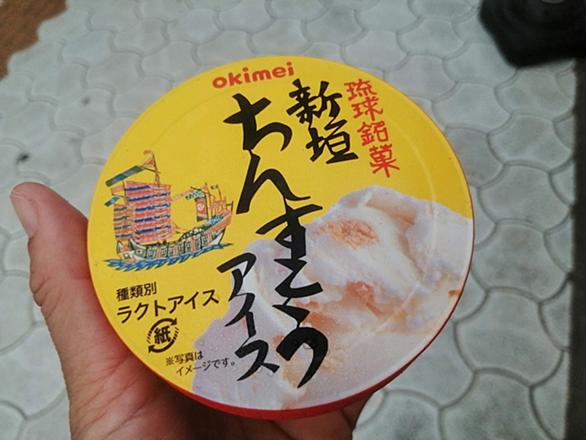 okimei
琉球銘菓
新垣
ちんすこう
アイス
種類別
ラクトアイス
紙
※写真は
イメージです。